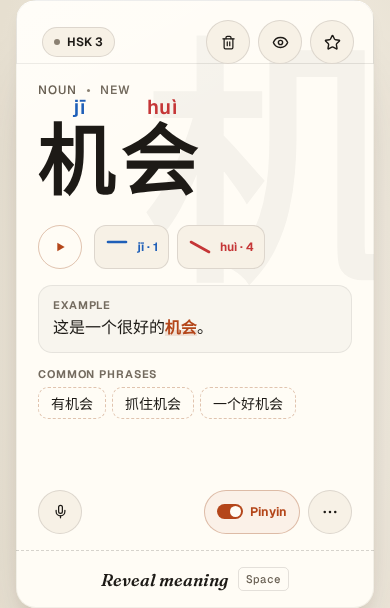 HSK 3
NOUN • NEW
jī huì
机会
jī · 1 huì · 4
EXAMPLE
这是一个很好的机会。
COMMON PHRASES
有机会 抓住机会 一个好机会
Pinyin
Reveal meaning Space
机